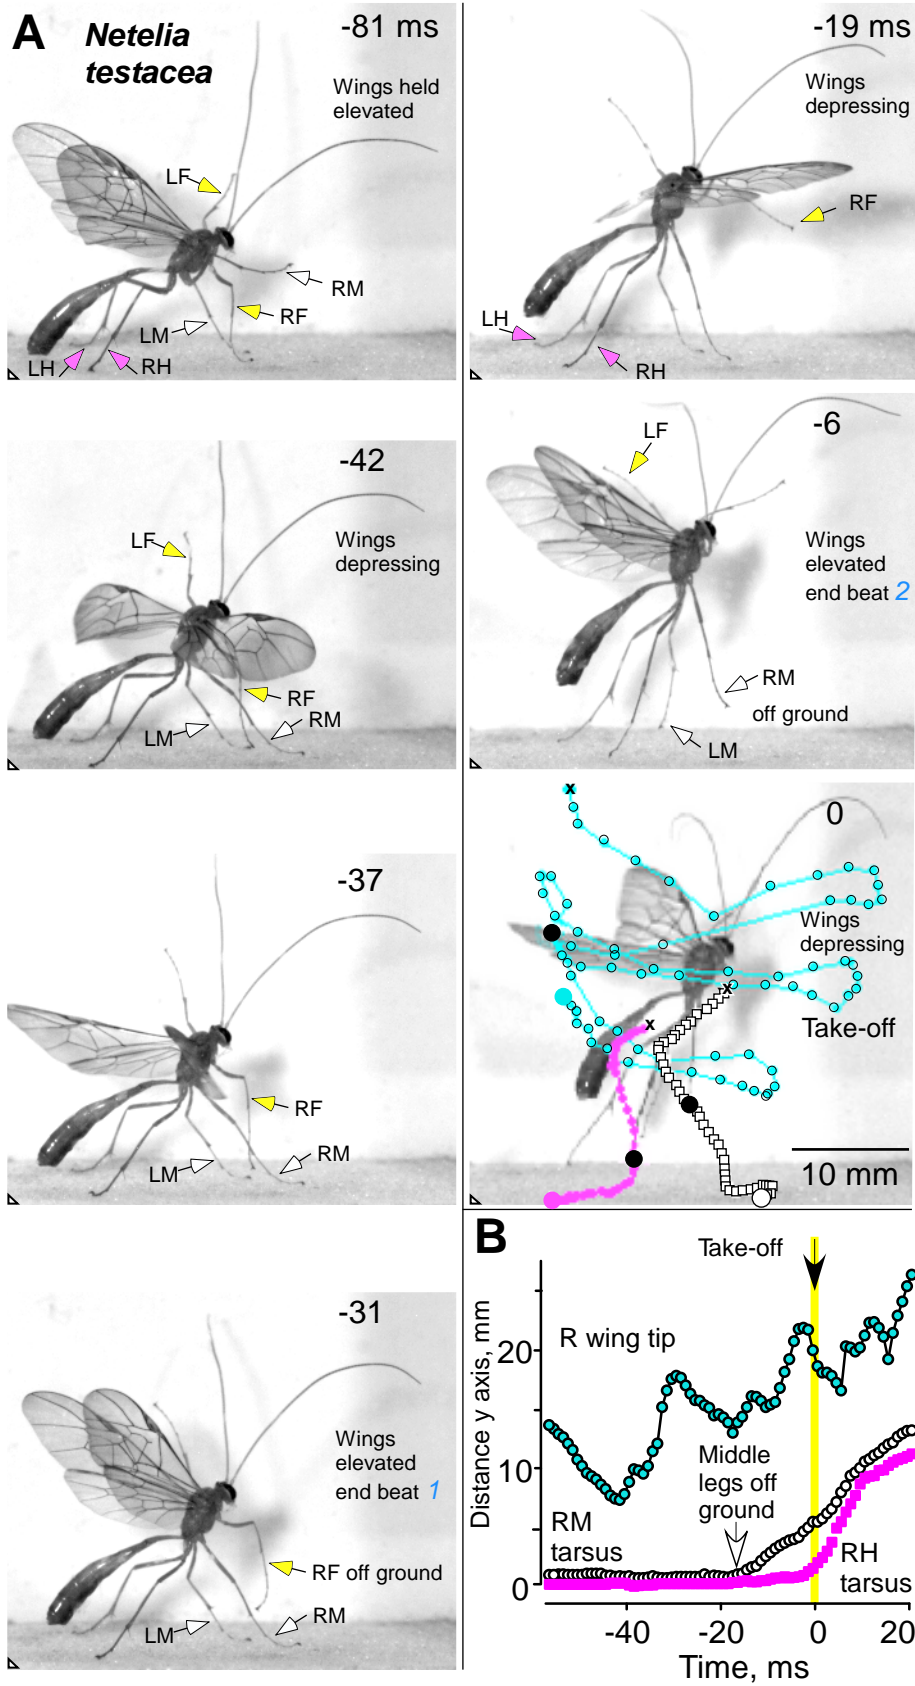 A
Netelia
testacea
-81 ms
Wings held
elevated
LF
RM
RF
LM
LH
RH
-42
Wings
depressing
LF
RF
RM
LM
-37
RF
RM
LM
-31
Wings
elevated
end beat 1
RF off ground
RM
LM
-19 ms
Wings
depressing
RF
LH
RH
-6
LF
Wings
elevated
end beat 2
RM
off ground
LM
0
x
Wings
depressing
x
x
Take-off
10 mm
B
Take-off
Distance y axis, mm
20
10
0
R wing tip
Middle
legs off
ground
RM
tarsus
RH
tarsus
-40
-20
0
20
Time, ms